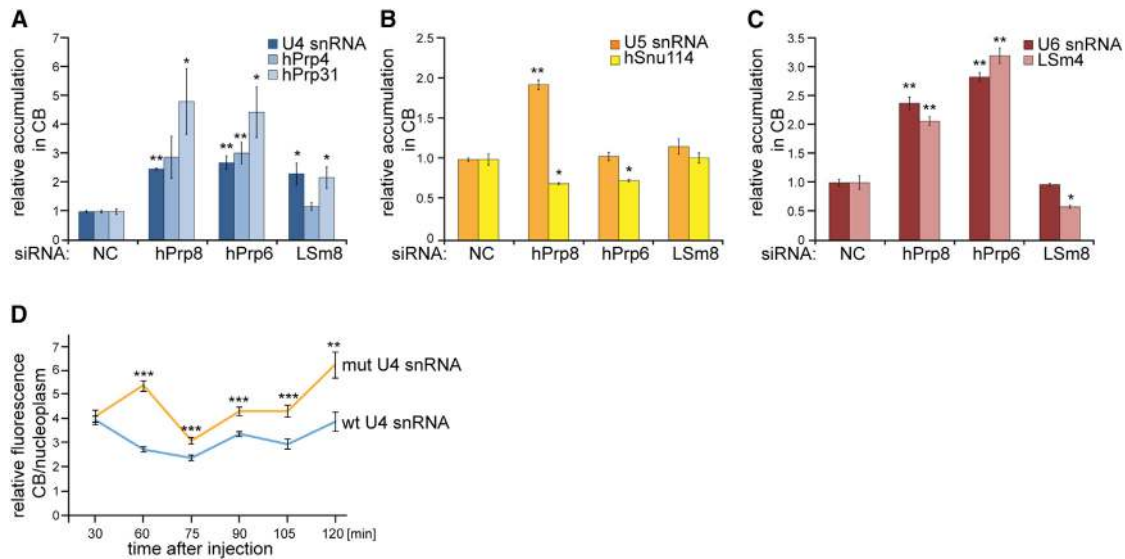 A
relative accumulation
in CB
7
6
5
4
3
2
1
0
U4 snRNA
hPrp4
hPrp31
**
*
**
**
*
*
*
siRNA: NC hPrp8 hPrp6 LSm8
B
relative accumulation
in CB
2.5
2.0
1.5
1.0
0.5
0
U5 snRNA
hSnu114
**
*
*
siRNA: NC hPrp8 hPrp6 LSm8
C
relative accumulation
in CB
3.5
3.0
2.5
2.0
1.5
1.0
0.5
0
U6 snRNA
LSm4
**
**
**
**
*
siRNA: NC hPrp8 hPrp6 LSm8
D
relative fluorescence
CB/nucleoplasm
7
6
5
4
3
2
1
0
***
***
***
***
**
mut U4 snRNA
wt U4 snRNA
30 60 75 90 105 120 [min]
time after injection